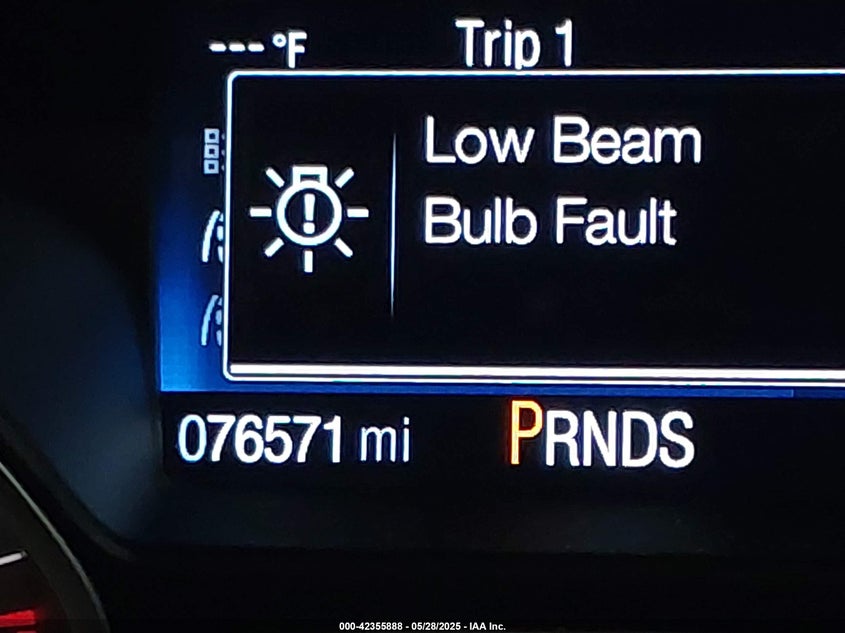 ---°F
Trip 1
Low Beam
Bulb Fault
076571 mi
PRNDS
000-42355888 - 05/28/2025 - IAA Inc.